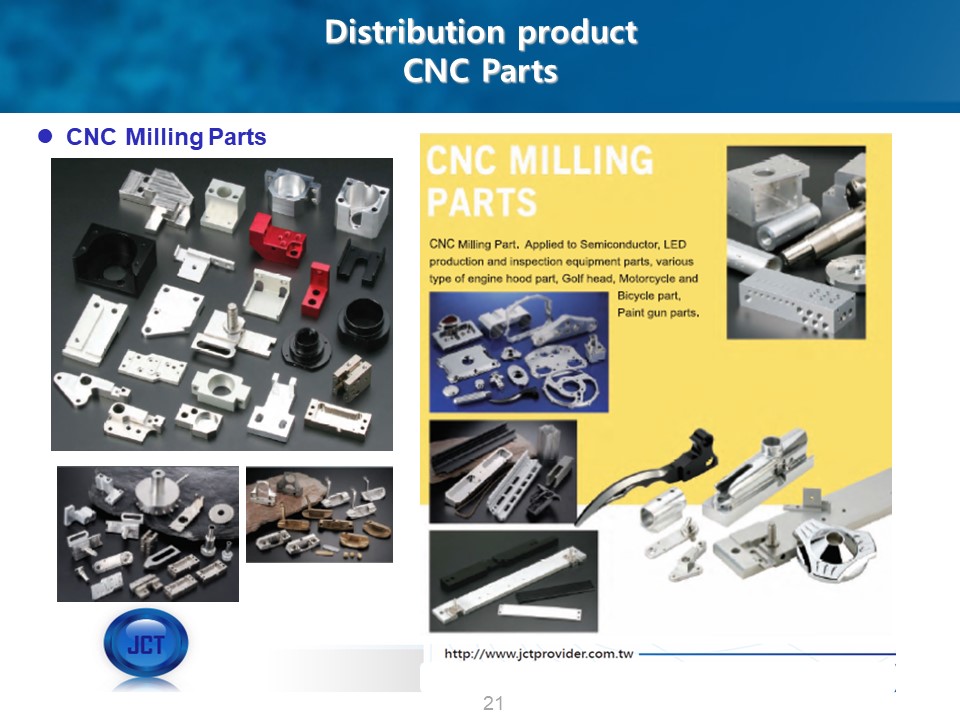 Distribution product
CNC Parts
CNC Milling Parts
CNC MILLING
PARTS
CNC Milling Part. Applied to Semiconductor, LED
production and inspection equipment parts, various
type of engine hood part, Golf head, Motorcycle and
Bicycle part,
Paint gun parts.
JCT
http://www.jctprovider.com.tw
21